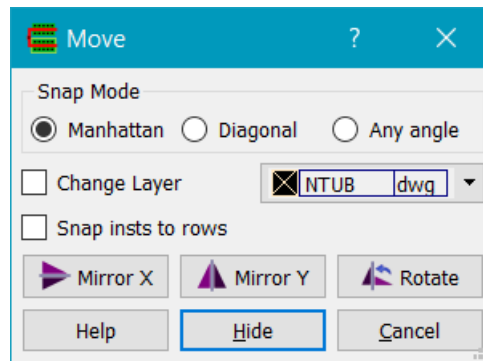 Move ?
Snap Mode
Manhattan Diagonal Any angle
Change Layer NTUB dwg
Snap insts to rows
Mirror X Mirror Y Rotate
Help Hide Cancel